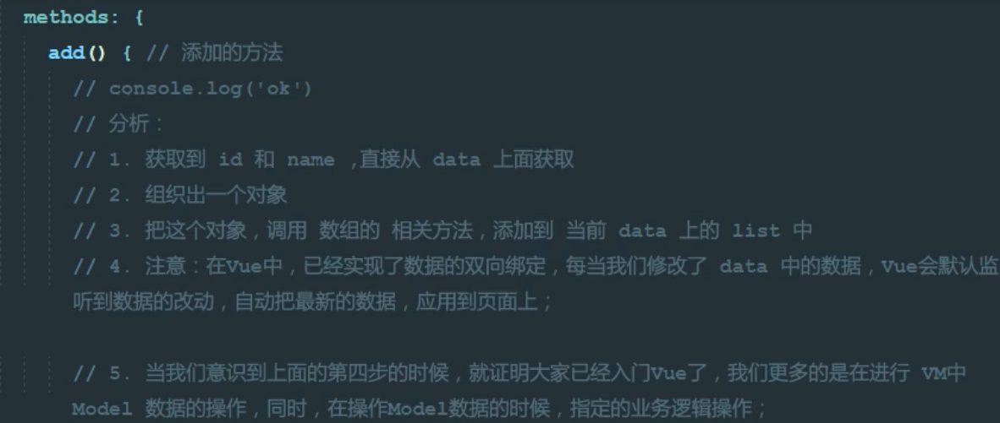 methods: {
add() { // 添加的方法
// console.log('ok')
// 分析：
// 1. 获取到 id 和 name ,直接从 data 上面获取
// 2. 组织出一个对象
// 3. 把这个对象，调用 数组的 相关方法，添加到 当前 data 上的 list 中
// 4. 注意：在Vue中，已经实现了数据的双向绑定，每当我们修改了 data 中的数据，Vue会默认监
听到数据的改动，自动把最新的数据，应用到页面上；
// 5. 当我们意识到上面的第四步的时候，就证明大家已经入门Vue了，我们更多的是在进行 VM中
Model 数据的操作，同时，在操作Model数据的时候，指定的业务逻辑操作；